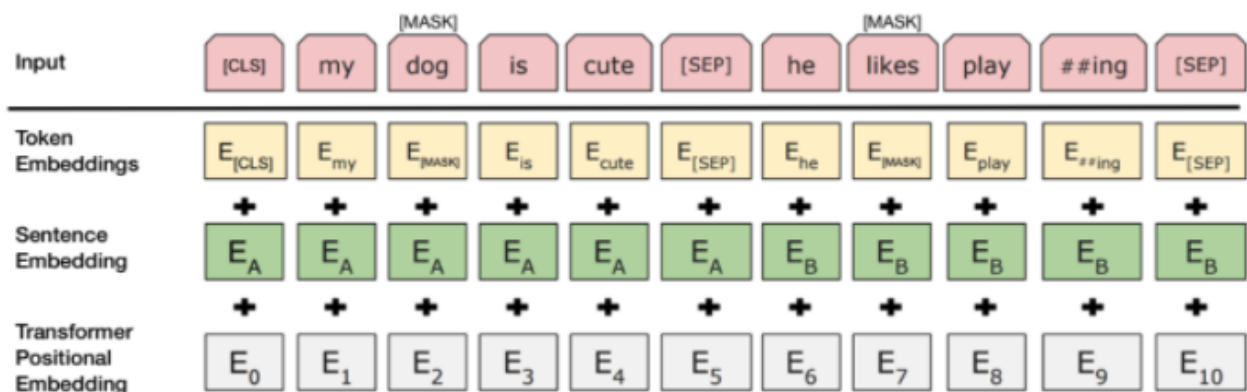 [MASK] [MASK]
Input [CLS] my dog is cute [SEP] he likes play ##ing [SEP]
Token
Embeddings
E[CLS] Emy E[MASK] Eis Ecute E[SEP] Ehe E[MASK] Eplay E##ing E[SEP]
+ + + + + + + + + + +
Sentence
Embedding
EA EA EA EA EA EA EB EB EB EB EB
+ + + + + + + + + + +
Transformer
Positional
Embedding
E0 E1 E2 E3 E4 E5 E6 E7 E8 E9 E10